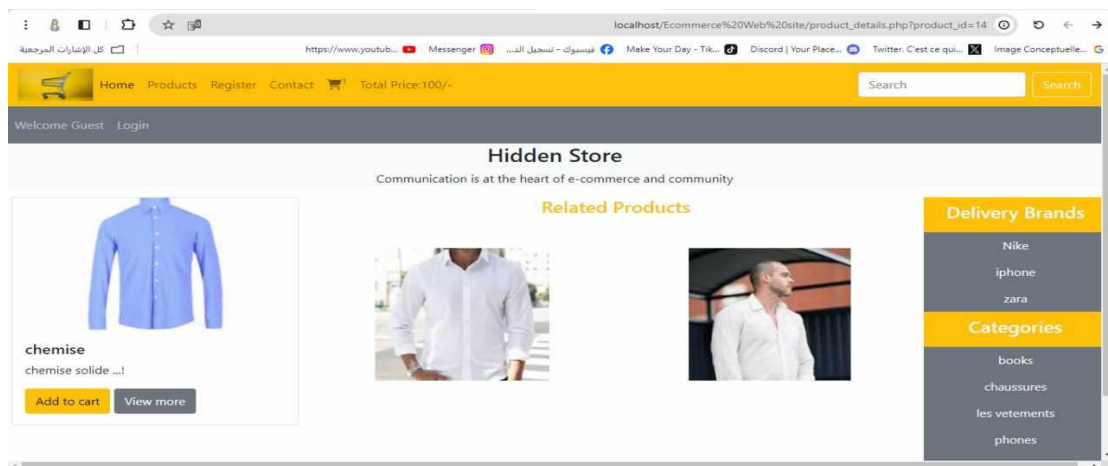 localhost/Ecommerce%20Web%20site/product_details.php?product_id=14
كل الإشارات المرجعية
https://www.youtub...
Messenger
فيسبوك - تسجيل الد...
Make Your Day - Tik...
Discord | Your Place...
Twitter. C'est ce qui...
Image Conceptuelle...
Home Products Register Contact 1 Total Price:100/-
Search
Search
Welcome Guest Login
Hidden Store
Communication is at the heart of e-commerce and community
chemise
chemise solide ...!
Add to cart
View more
Related Products
Delivery Brands
Nike
iphone
zara
Categories
books
chaussures
les vetements
phones